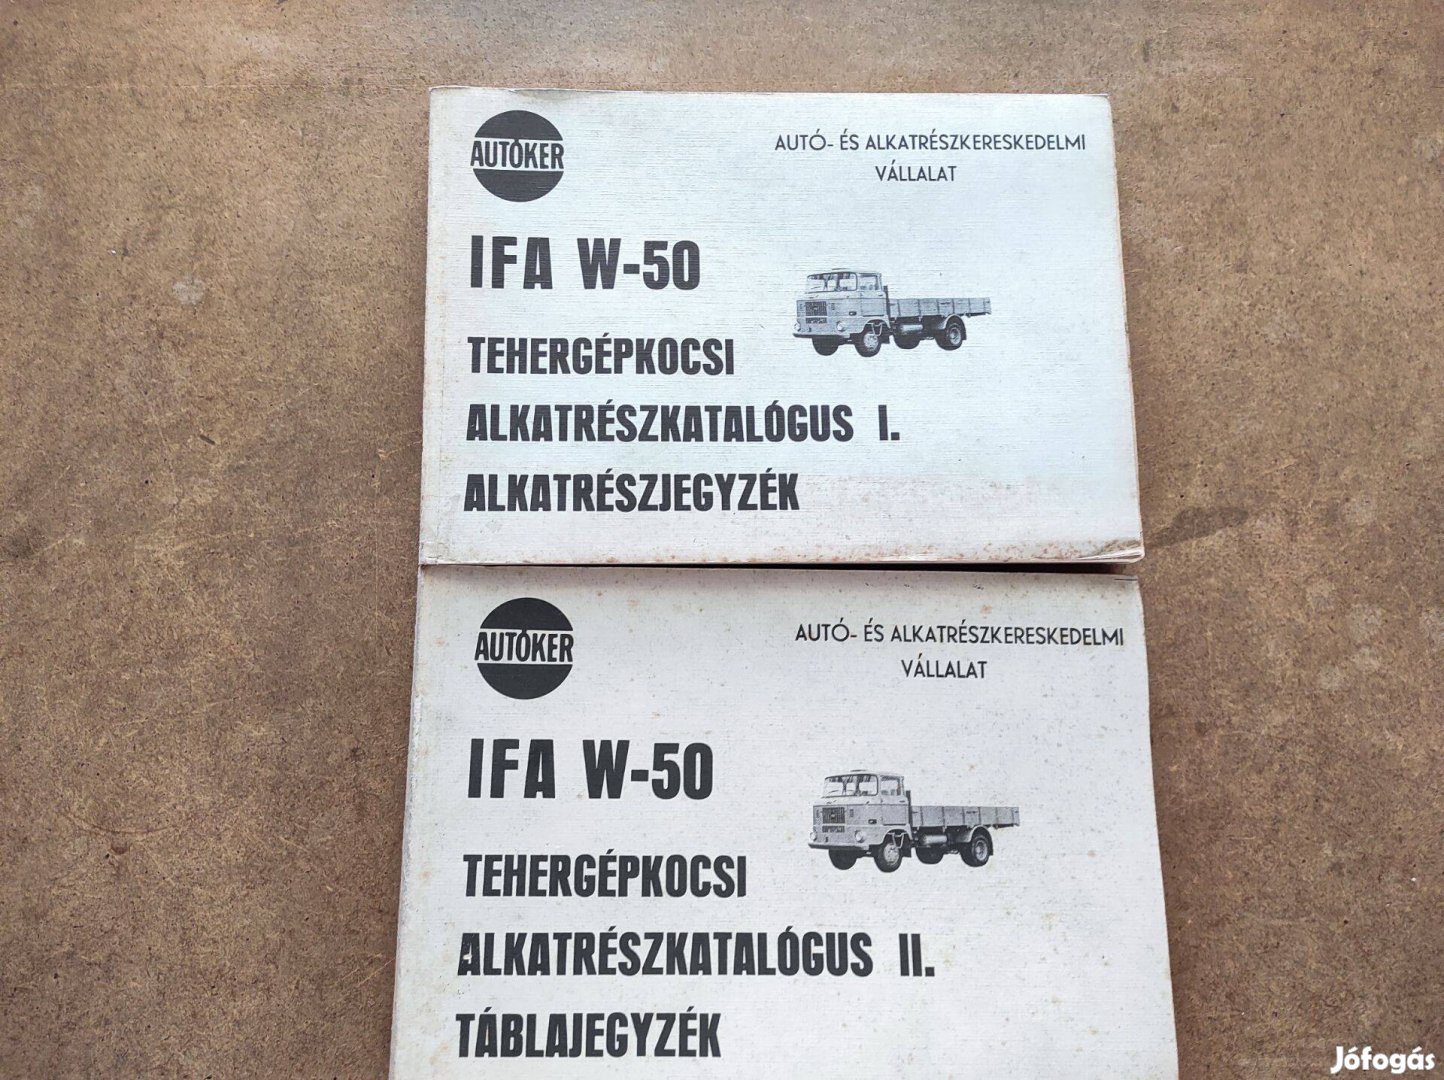 AUTÓKER
AUTÓ- ÉS ALKATRÉSZKERESKEDELMI
VÁLLALAT
IFA W-50
TEHERGÉPKOCSI
ALKATRÉSZKATALÓGUS I.
ALKATRÉSZJEGYZÉK
AUTÓKER
AUTÓ- ÉS ALKATRÉSZKERESKEDELMI
VÁLLALAT
IFA W-50
TEHERGÉPKOCSI
ALKATRÉSZKATALÓGUS II.
TÁBLAJEGYZÉK
Jófogás